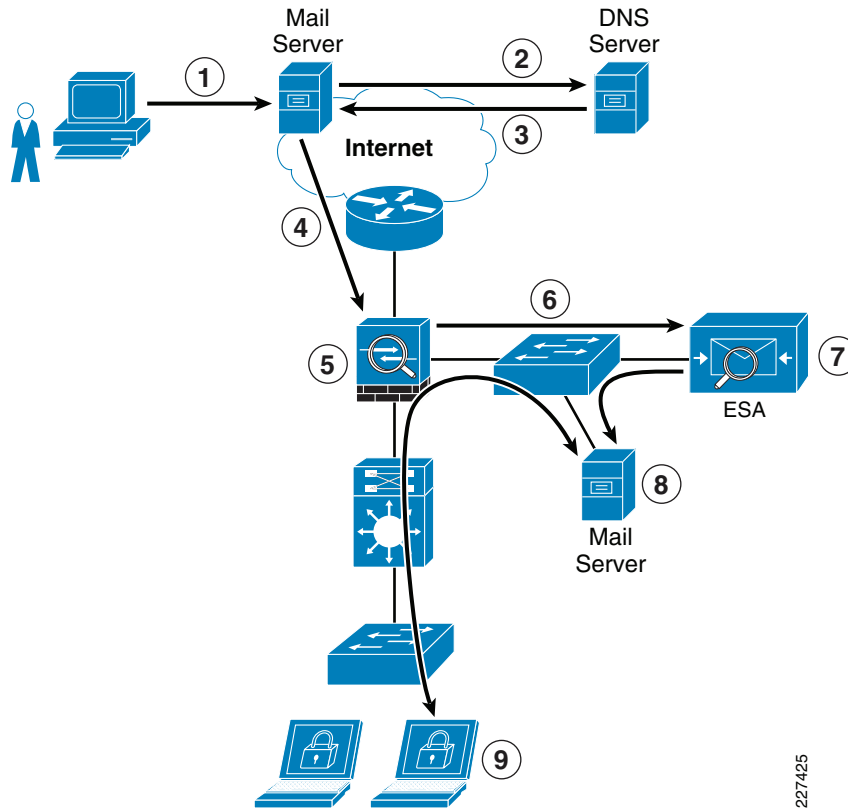 Mail
Server
DNS
Server
1
2
3
Internet
4
5
6
7
ESA
8
Mail
Server
9
227425